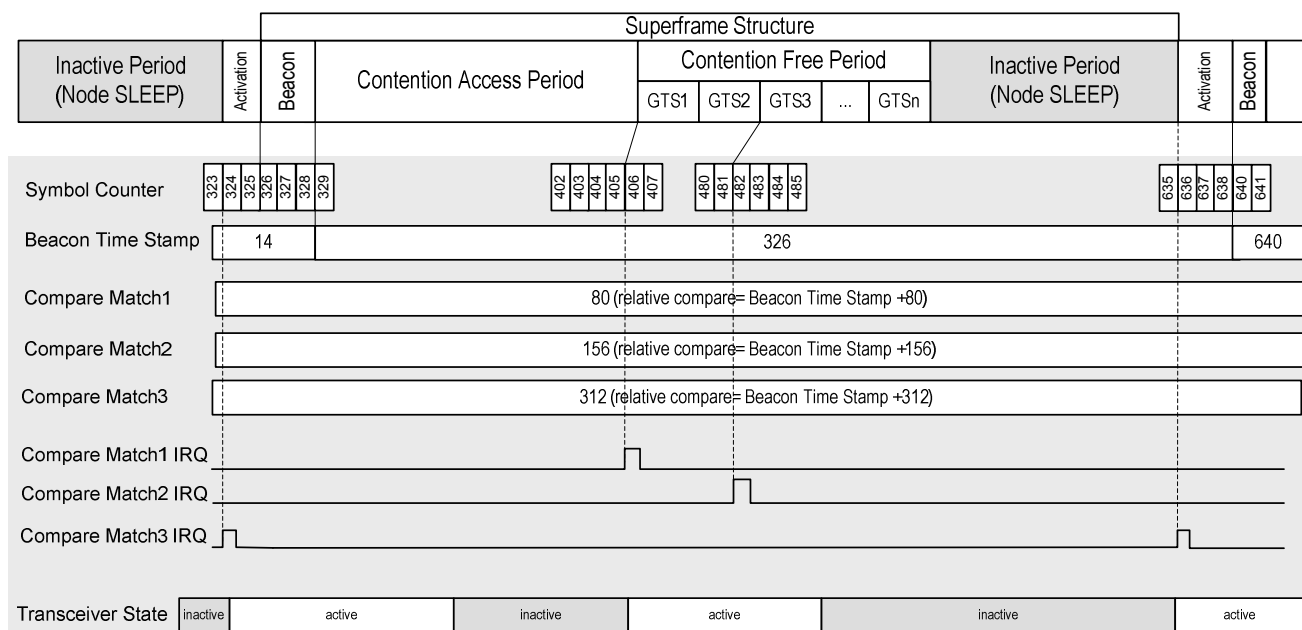 Superframe Structure
Inactive Period
(Node SLEEP)
Activation
Beacon
Contention Access Period
Contention Free Period
GTS1 GTS2 GTS3 ... GTSn
Inactive Period
(Node SLEEP)
Activation
Beacon
Symbol Counter 323 324 325 326 327 328 329 402 403 404 405 406 407 480 481 482 483 484 485 635 636 637 638 640 641
Beacon Time Stamp 14 326 640
Compare Match1 80 (relative compare= Beacon Time Stamp +80)
Compare Match2 156 (relative compare= Beacon Time Stamp +156)
Compare Match3 312 (relative compare= Beacon Time Stamp +312)
Compare Match1 IRQ
Compare Match2 IRQ
Compare Match3 IRQ
Transceiver State inactive active inactive active inactive active